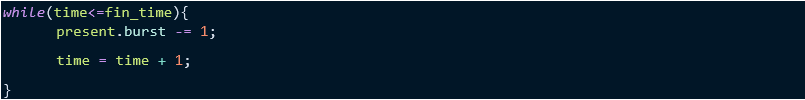 while(time<=fin_time){
present.burst -= 1;
time = time + 1;
}